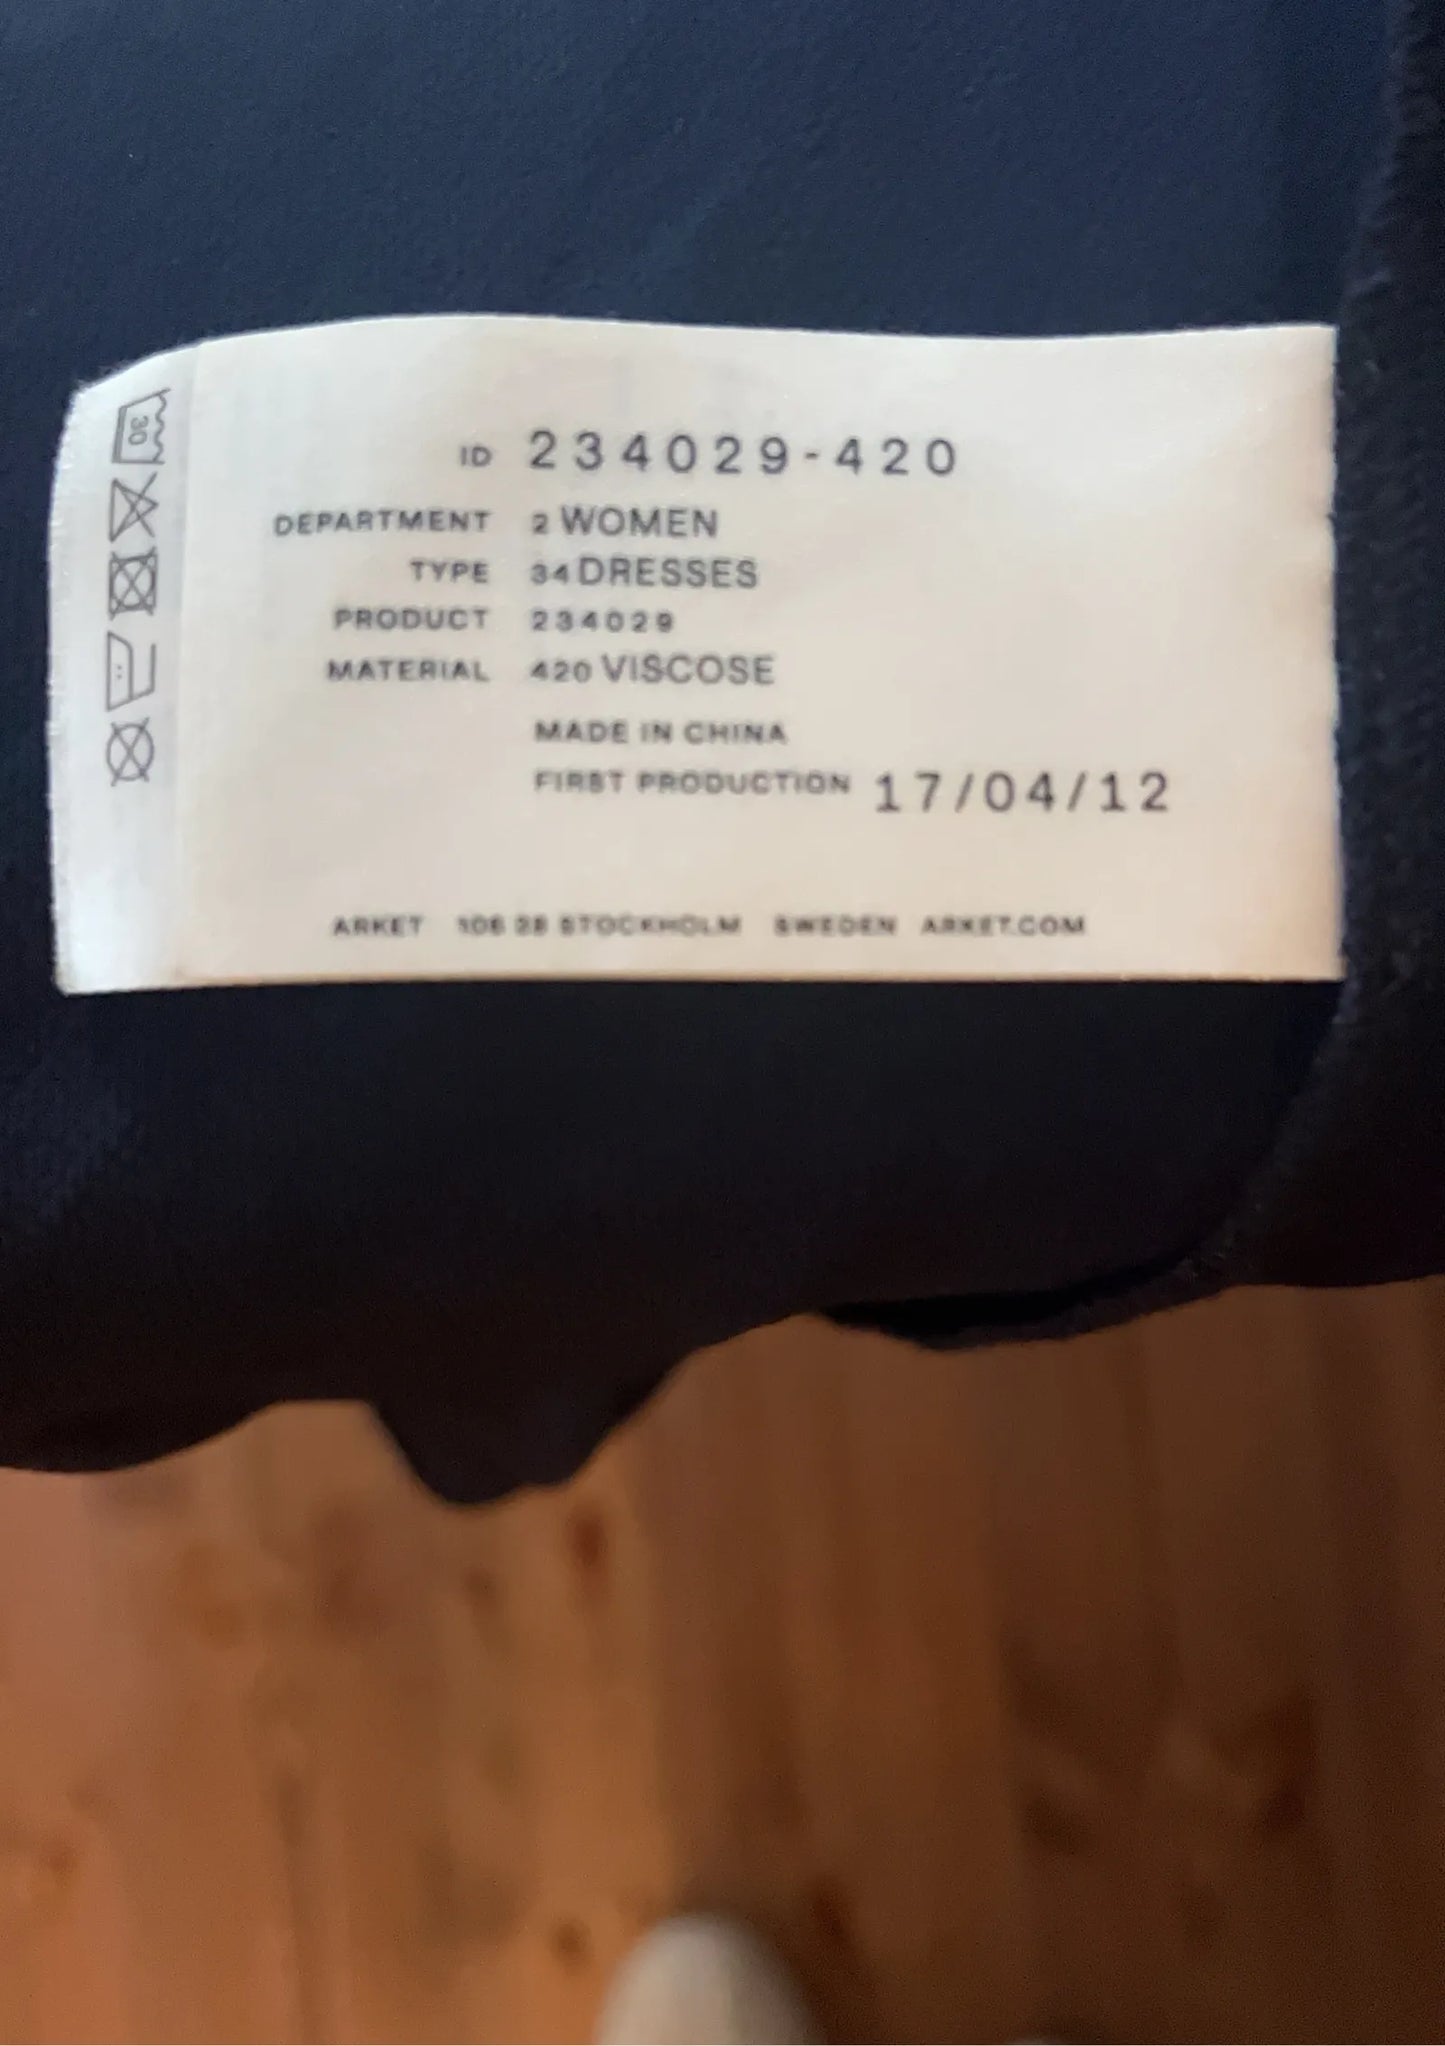 30
ID 234029-420
DEPARTMENT 2 WOMEN
TYPE 34 DRESSES
PRODUCT 234029
MATERIAL 420 VISCOSE
MADE IN CHINA
FIRST PRODUCTION 17/04/12
ARKET 106 28 STOCKHOLM SWEDEN ARKET.COM